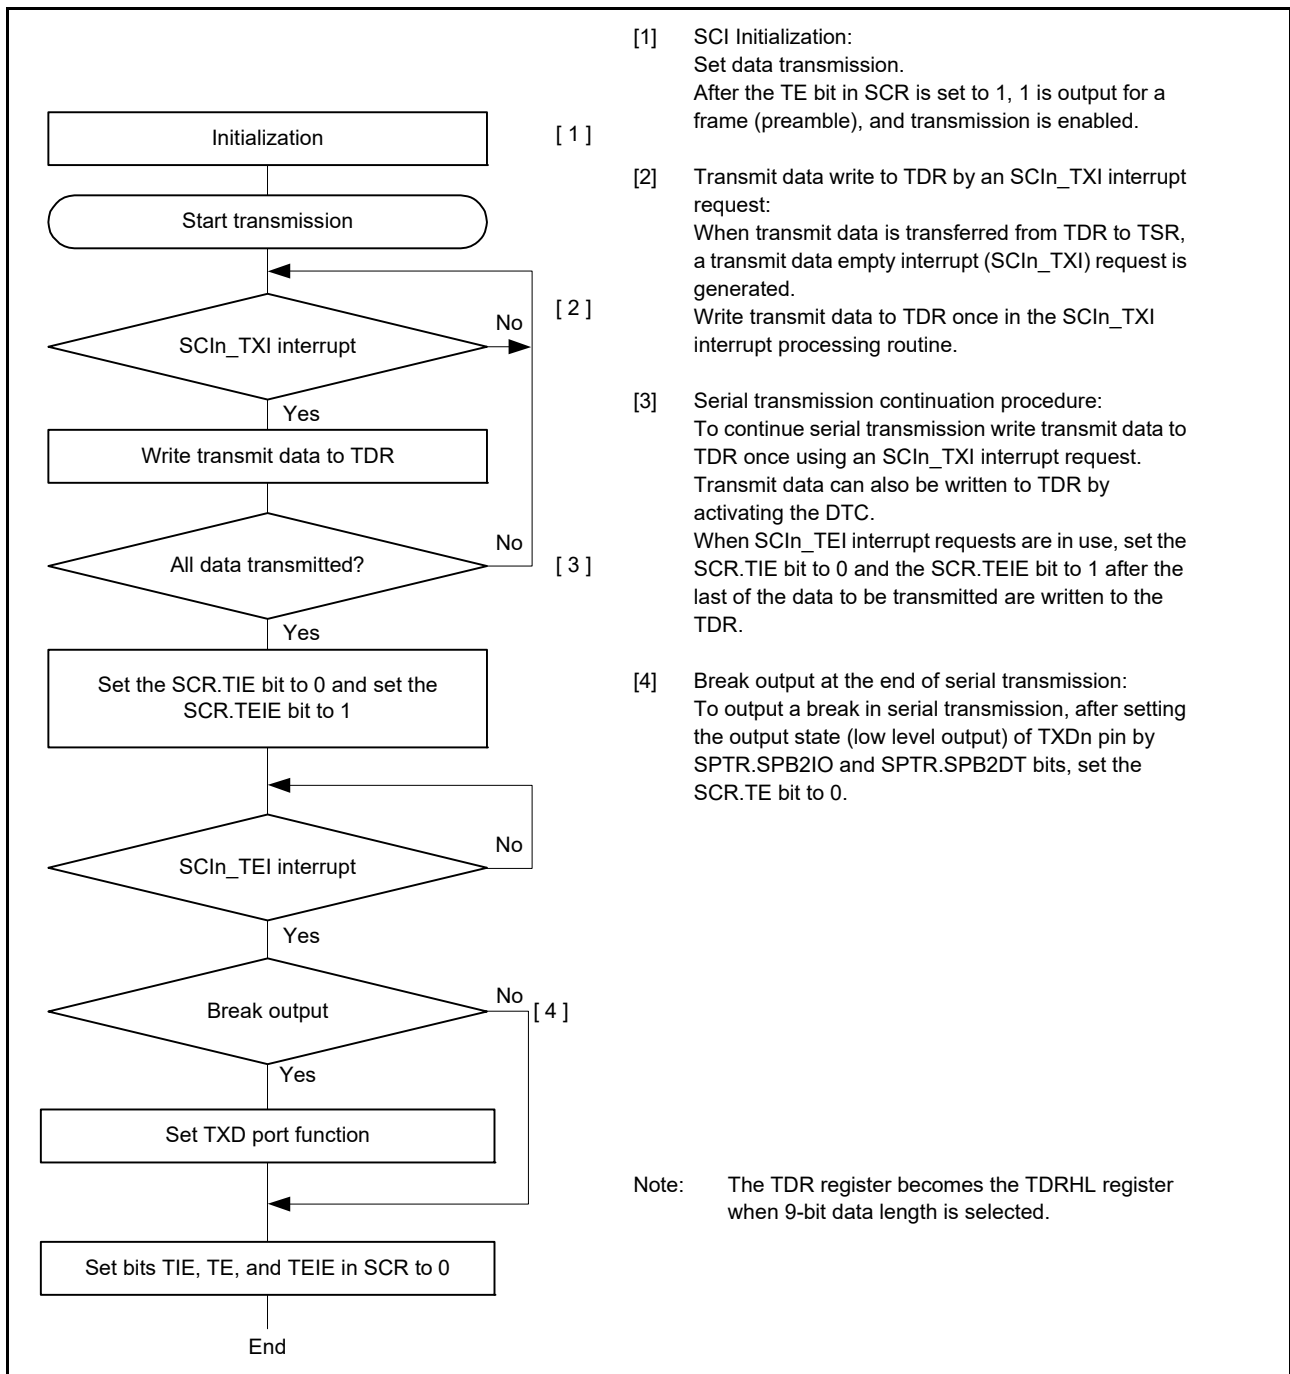 Initialization
[ 1 ]
Start transmission
[ 2 ]
No
SCIn_TXI interrupt
Yes
Write transmit data to TDR
No
All data transmitted?
[ 3 ]
Yes
Set the SCR.TIE bit to 0 and set the
SCR.TEIE bit to 1
No
SCIn_TEI interrupt
Yes
No
[ 4 ]
Break output
Yes
Set TXD port function
Set bits TIE, TE, and TEIE in SCR to 0
End
[1] SCI Initialization:
Set data transmission.
After the TE bit in SCR is set to 1, 1 is output for a
frame (preamble), and transmission is enabled.
[2] Transmit data write to TDR by an SCIn_TXI interrupt
request:
When transmit data is transferred from TDR to TSR,
a transmit data empty interrupt (SCIn_TXI) request is
generated.
Write transmit data to TDR once in the SCIn_TXI
interrupt processing routine.
[3] Serial transmission continuation procedure:
To continue serial transmission write transmit data to
TDR once using an SCIn_TXI interrupt request.
Transmit data can also be written to TDR by
activating the DTC.
When SCIn_TEI interrupt requests are in use, set the
SCR.TIE bit to 0 and the SCR.TEIE bit to 1 after the
last of the data to be transmitted are written to the
TDR.
[4] Break output at the end of serial transmission:
To output a break in serial transmission, after setting
the output state (low level output) of TXDn pin by
SPTR.SPB2IO and SPTR.SPB2DT bits, set the
SCR.TE bit to 0.
Note: The TDR register becomes the TDRHL register
when 9-bit data length is selected.